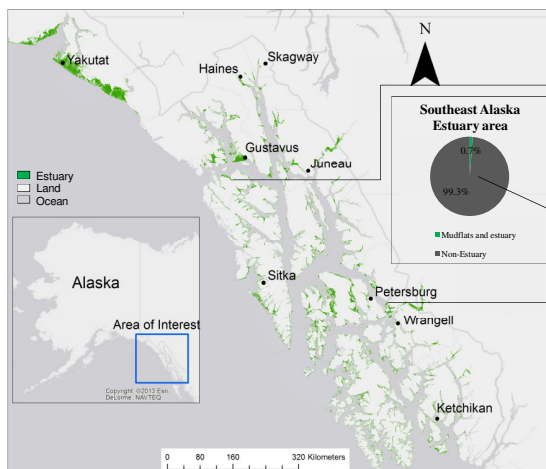 Yakutat
Skagway
Haines
N
Southeast Alaska
Estuary area
0.7%
99.3%
Mudflats and estuary
Non-Estuary
Gustavus
Juneau
Estuary
Land
Ocean
Sitka
Petersburg
Wrangell
Ketchikan
Alaska
Area of Interest
Copyright: ©2013 Esri
DeLorme, NAVTEQ
0 80 160 320 Kilometers